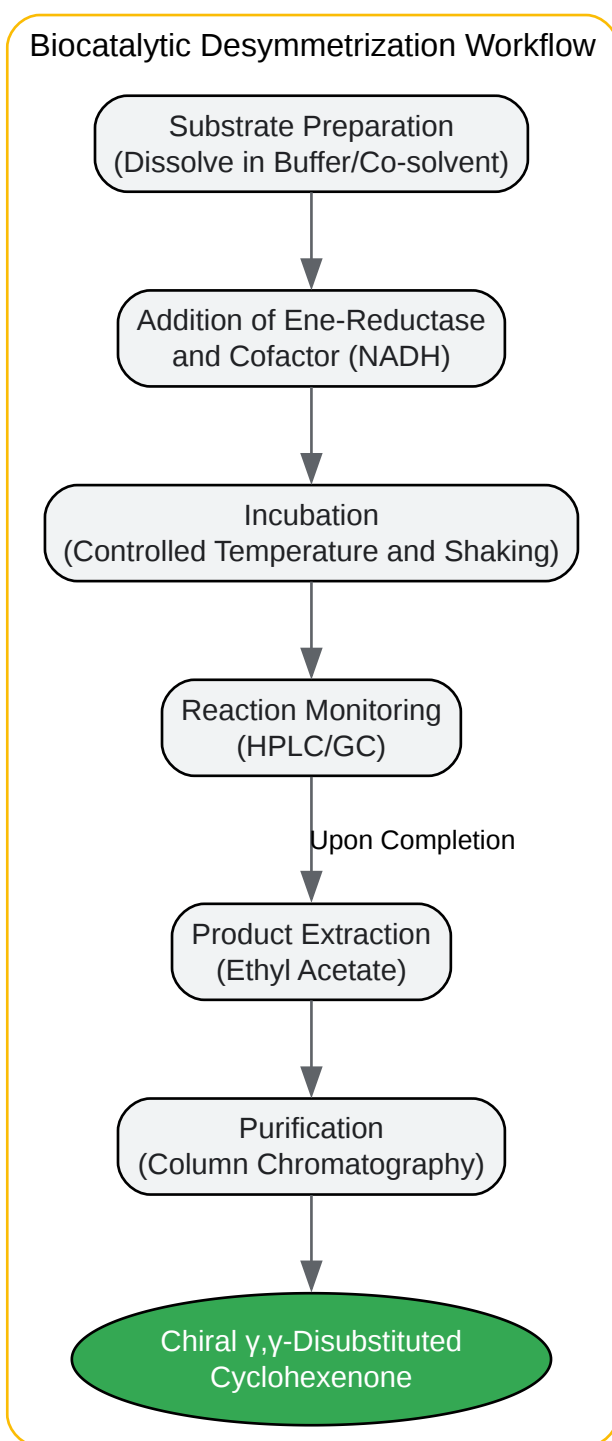 Biocatalytic Desymmetrization Workflow
Substrate Preparation
(Dissolve in Buffer/Co-solvent)
Addition of Ene-Reductase
and Cofactor (NADH)
Incubation
(Controlled Temperature and Shaking)
Reaction Monitoring
(HPLC/GC)
Upon Completion
Product Extraction
(Ethyl Acetate)
Purification
(Column Chromatography)
Chiral γ,γ-Disubstituted
Cyclohexenone